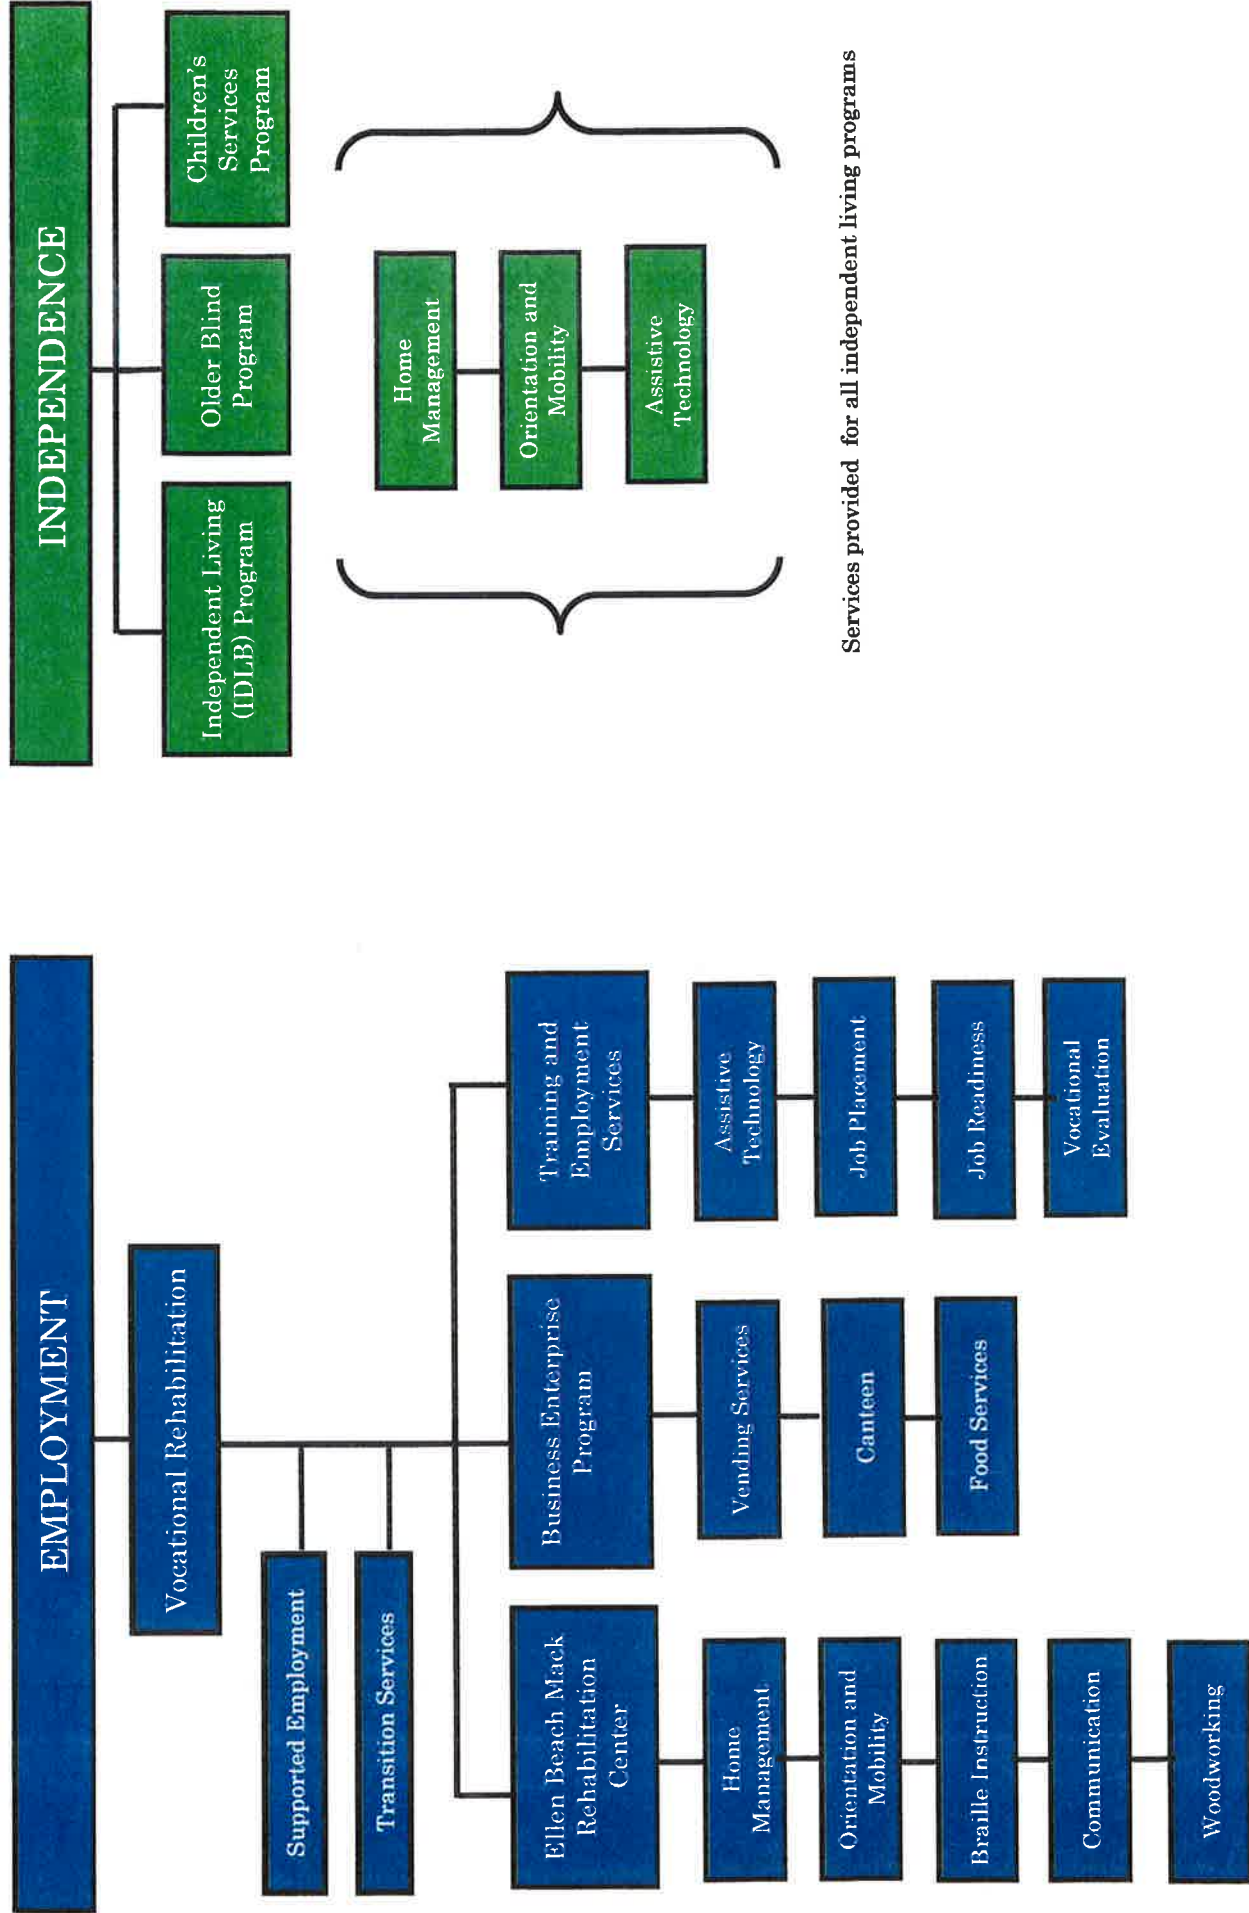 EMPLOYMENT
Vocational Rehabilitation
Supported Employment
Transition Services
Ellen Beach Mack
Rehabilitation
Center
Home
Management
Orientation and
Mobility
Braille Instruction
Communication
Woodworking
Business Enterprise
Program
Vending Services
Canteen
Food Services
Training and
Employment
Services
Assistive
Technology
Job Placement
Job Readiness
Vocational
Evaluation
INDEPENDENCE
Independent Living
(IDLB) Program
Older Blind
Program
Children's
Services
Program
Home
Management
Orientation and
Mobility
Assistive
Technology
Services provided for all independent living programs